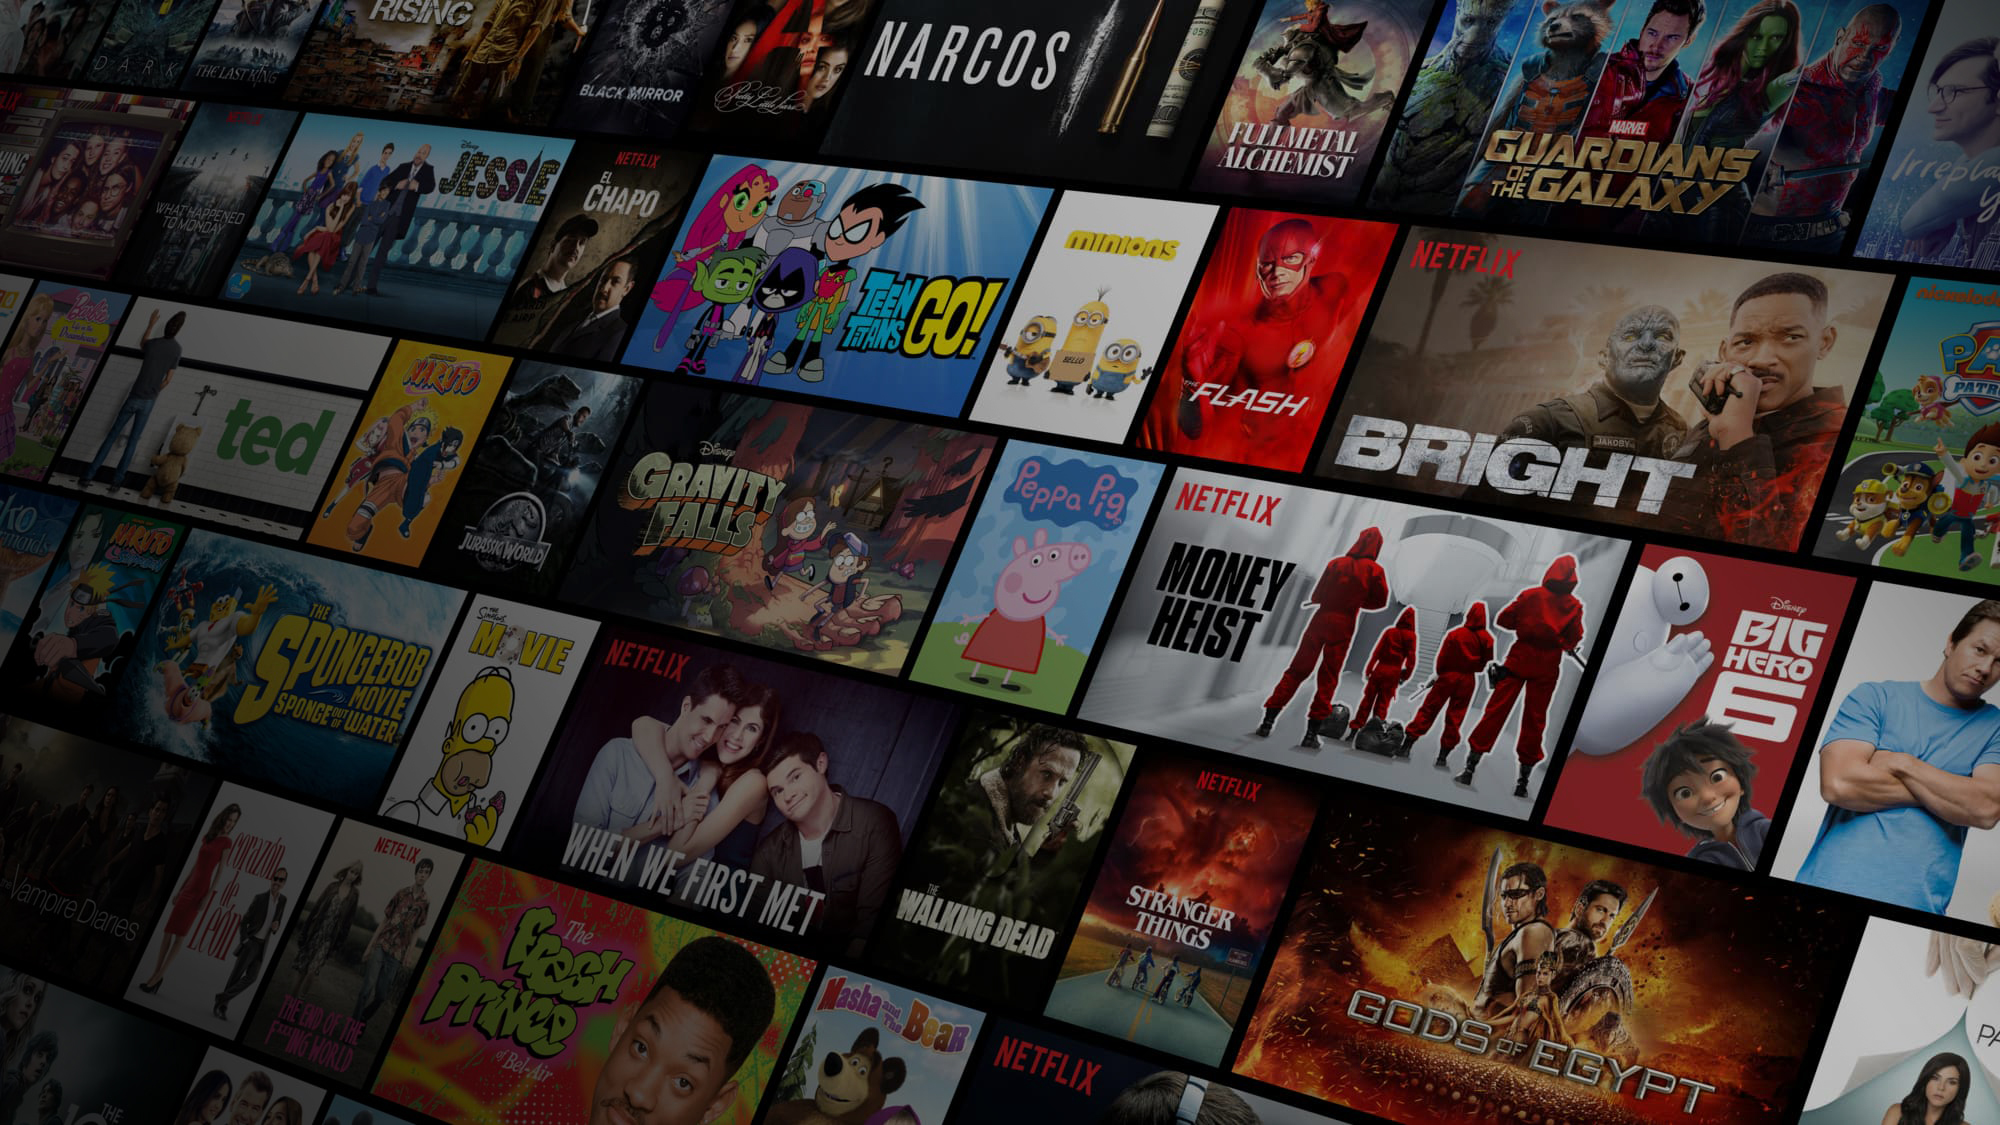 DARK
THE LAST KING
RISING
BLACK MIRROR
Pretty Little Liars
NARCOS
FULLMETAL
ALCHEMIST
MARVEL
GUARDIANS
OF THE GALAXY
NETFLIX
WHAT HAPPENED
TO MONDAY
Disney
JESSIE
NETFLIX
EL
CHAPO
TEEN
TITANS GO!
minions
BELLO
THE
FLASH
NETFLIX
JAKOBY
BRIGHT
Barbie
ted
NARUTO
JURASSIC WORLD
Disney
GRAVITY
FALLS
Peppa Pig
NETFLIX
MONEY
HEIST
Disney
BIG
HERO
6
NARUTO
THE
SPONGEBOB
MOVIE
SPONGE OUT OF WATER
THE Simpsons
MOVIE
NETFLIX
WHEN WE FIRST MET
THE
WALKING DEAD
NETFLIX
STRANGER
THINGS
GODS OF EGYPT
Vampire Diaries
corazón
de
León
NETFLIX
THE END OF THE
F***ING WORLD
The
Fresh
Prince
of Bel-Air
Masha and The Bear
NETFLIX
THE